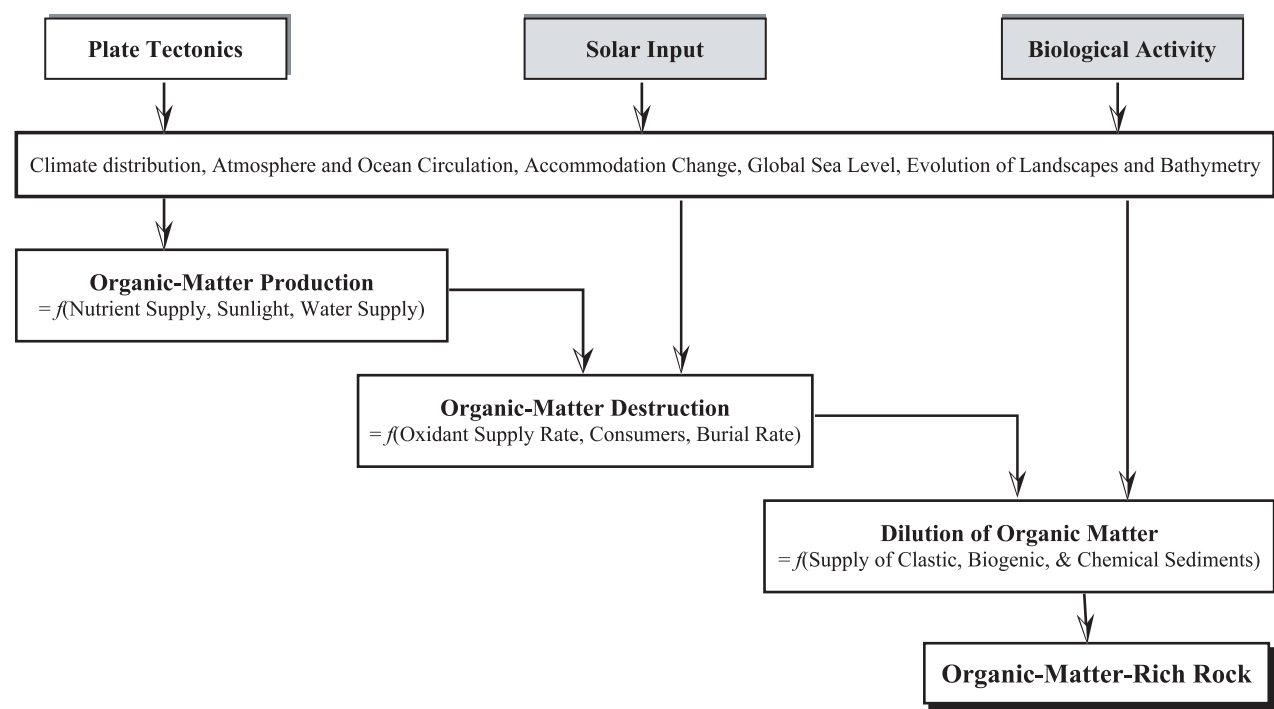 Plate Tectonics
Solar Input
Biological Activity
Climate distribution, Atmosphere and Ocean Circulation, Accommodation Change, Global Sea Level, Evolution of Landscapes and Bathymetry
Organic-Matter Production
= f(Nutrient Supply, Sunlight, Water Supply)
Organic-Matter Destruction
= f(Oxidant Supply Rate, Consumers, Burial Rate)
Dilution of Organic Matter
= f(Supply of Clastic, Biogenic, & Chemical Sediments)
Organic-Matter-Rich Rock